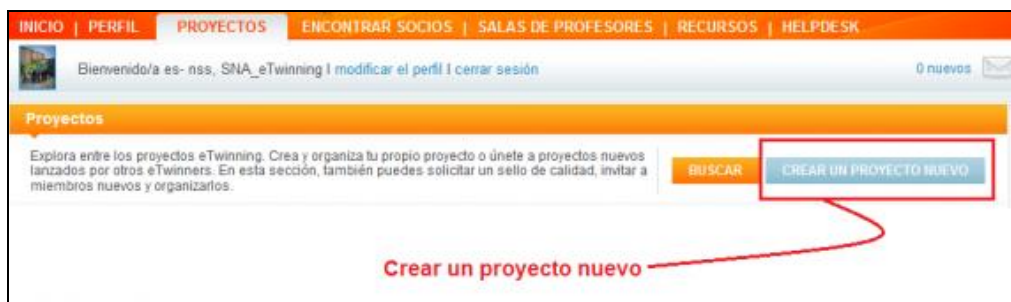 INICIO | PERFIL PROYECTOS ENCONTRAR SOCIOS | SALAS DE PROFESORES | RECURSOS | HELPDESK
Bienvenido/a es- nss, SNA_eTwinning I modificar el perfil I cerrar sesión 0 nuevos
Proyectos
Explora entre los proyectos eTwinning. Crea y organiza tu propio proyecto o únete a proyectos nuevos
lanzados por otros eTwinners. En esta sección, también puedes solicitar un sello de calidad, invitar a
miembros nuevos y organizarlos.
BUSCAR CREAR UN PROYECTO NUEVO
Crear un proyecto nuevo